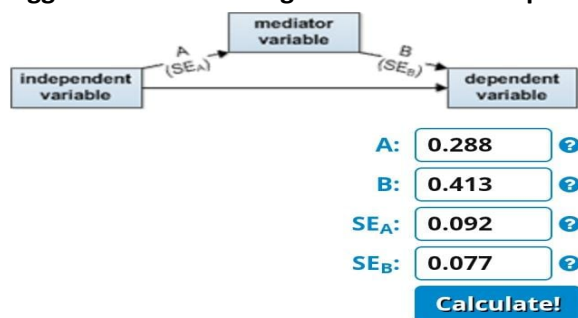 mediator
variable
A
(SEA)
B
(SEB)
independent
variable
dependent
variable
A: 0.288 ?
B: 0.413 ?
SEA: 0.092 ?
SEB: 0.077 ?
Calculate!